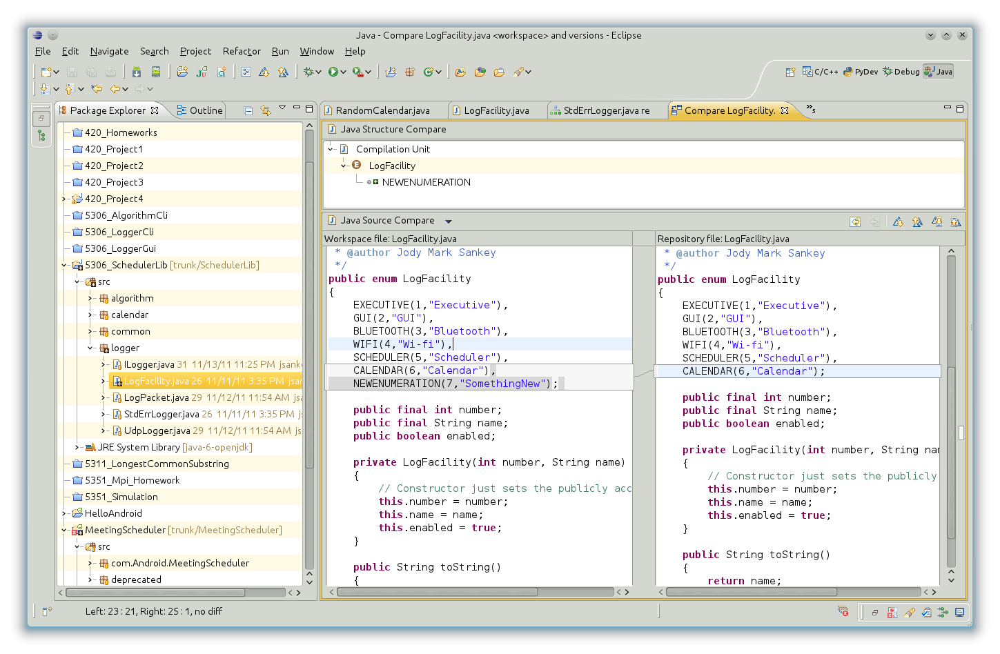 Java - Compare LogFacility.java <workspace> and versions - Eclipse
File Edit Navigate Search Project Refactor Run Window Help
C/C++ PyDev Debug Java
Package Explorer Outline
RandomCalendar.java LogFacility.java StdErrLogger.java re Compare LogFacility. »5
420_Homeworks
420_Project1
420_Project2
420_Project3
420_Project4
5306_AlgorithmCli
5306_LoggerCli
5306_LoggerGui
5306_SchedulerLib [trunk/SchedulerLib]
src
algorithm
calendar
common
logger
ILogger.java 31 11/13/11 11:25 PM jsank
LogFacility.java 26 11/11/11 3:35 PM jsan
LogPacket.java 29 11/12/11 11:54 AM j
StdErrLogger.java 26 11/11/11 3:35 PM j
UdpLogger.java 29 11/12/11 11:54 AM js
JRE System Library [java-6-openjdk]
5311_LongestCommonSubstring
5351_Mpi_Homework
5351_Simulation
HelloAndroid
MeetingScheduler [trunk/MeetingScheduler]
src
com.Android.MeetingScheduler
deprecated
Java Structure Compare
Compilation Unit
LogFacility
NEWENUMERATION
Java Source Compare
Workspace file: LogFacility.java
* @author Jody Mark Sankey
*/
public enum LogFacility
{
EXECUTIVE(1,"Executive"),
GUI(2,"GUI"),
BLUETOOTH(3,"Bluetooth"),
WIFI(4,"Wi-fi"),
SCHEDULER(5,"Scheduler"),
CALENDAR(6,"Calendar"),
NEWENUMERATION(7,"SomethingNew");
public final int number;
public final String name;
public boolean enabled;
private LogFacility(int number, String name)
{
// Constructor just sets the publicly acc
this.number = number;
this.name = name;
this.enabled = true;
}
public String toString()
{
Repository file: LogFacility.java
* @author Jody Mark Sankey
*/
public enum LogFacility
{
EXECUTIVE(1,"Executive"),
GUI(2,"GUI"),
BLUETOOTH(3,"Bluetooth"),
WIFI(4,"Wi-fi"),
SCHEDULER(5,"Scheduler"),
CALENDAR(6,"Calendar");
public final int number;
public final String name;
public boolean enabled;
private LogFacility(int number, String nam
{
// Constructor just sets the publicly
this.number = number;
this.name = name;
this.enabled = true;
}
public String toString()
{
return name;
Left: 23 : 21, Right: 25 : 1, no diff